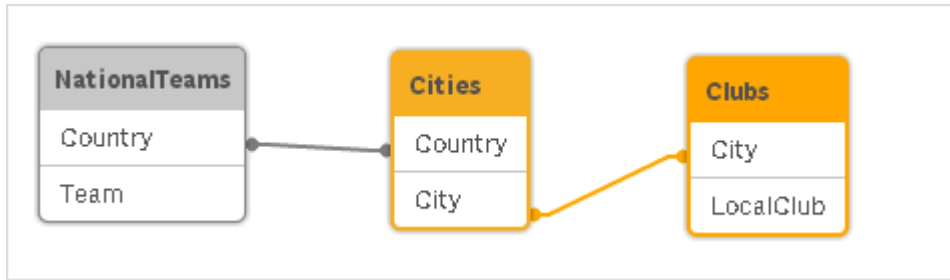 NationalTeams
Country
Team
Cities
Country
City
Clubs
City
LocalClub